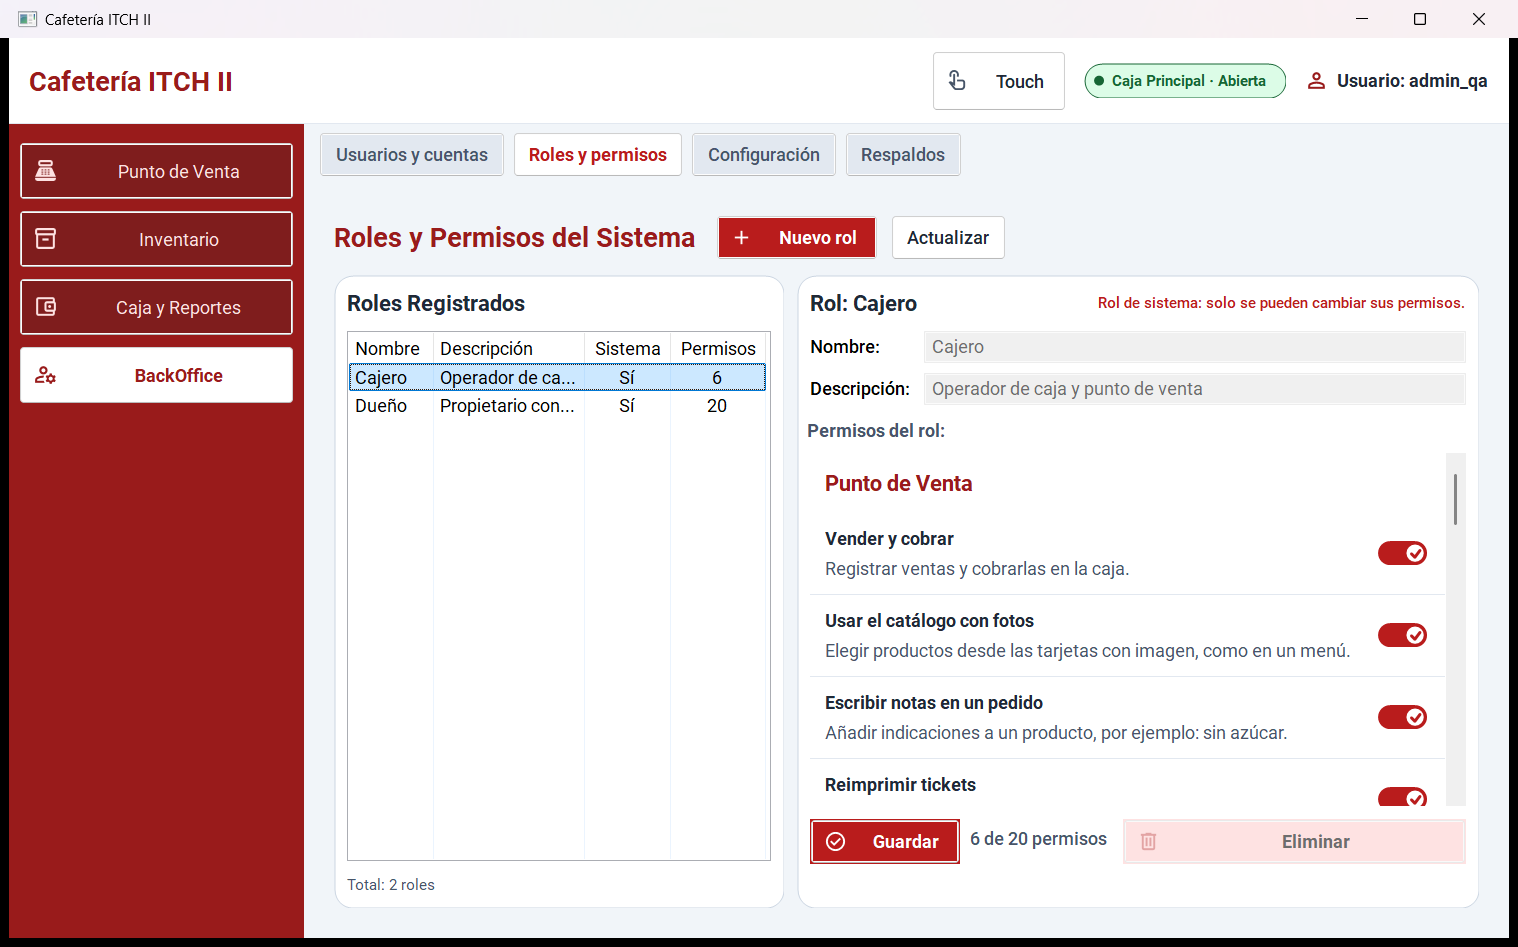 Cafetería ITCH II
Cafetería ITCH II
Touch
Caja Principal · Abierta
Usuario: admin_qa
Punto de Venta
Inventario
Caja y Reportes
BackOffice
Usuarios y cuentas
Roles y permisos
Configuración
Respaldos
Roles y Permisos del Sistema
Nuevo rol
Actualizar
Roles Registrados
Nombre Descripción Sistema Permisos
Cajero Operador de ca... Sí 6
Dueño Propietario con... Sí 20
Total: 2 roles
Rol: Cajero
Rol de sistema: solo se pueden cambiar sus permisos.
Nombre: Cajero
Descripción: Operador de caja y punto de venta
Permisos del rol:
Punto de Venta
Vender y cobrar
Registrar ventas y cobrarlas en la caja.
Usar el catálogo con fotos
Elegir productos desde las tarjetas con imagen, como en un menú.
Escribir notas en un pedido
Añadir indicaciones a un producto, por ejemplo: sin azúcar.
Reimprimir tickets
Guardar
6 de 20 permisos
Eliminar